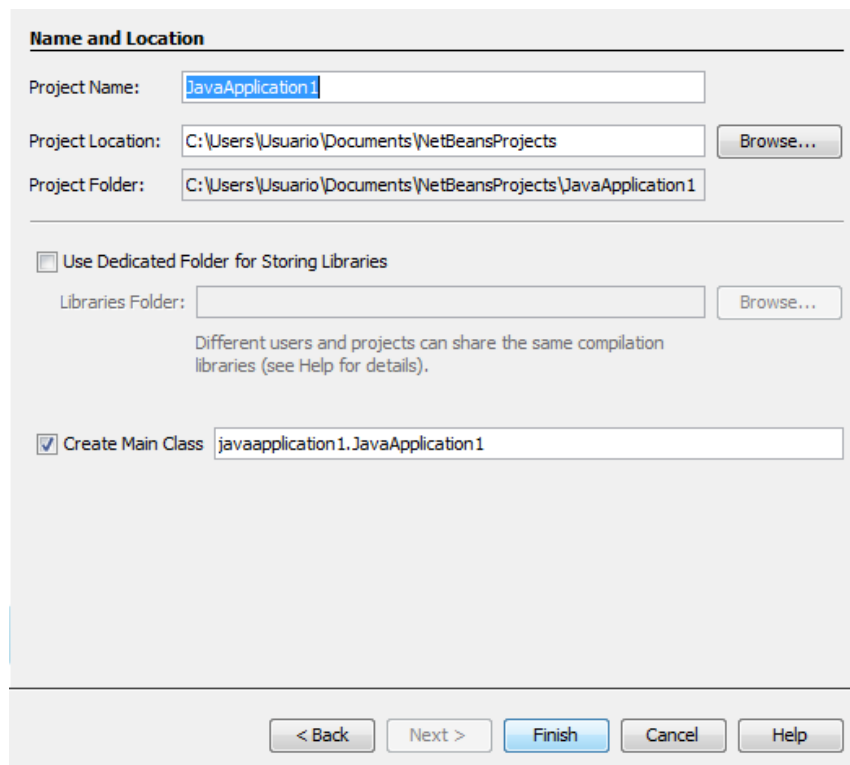 Name and Location
Project Name: JavaApplication1
Project Location: C:\Users\Usuario\Documents\NetBeansProjects Browse...
Project Folder: C:\Users\Usuario\Documents\NetBeansProjects\JavaApplication1
Use Dedicated Folder for Storing Libraries
Libraries Folder: Browse...
Different users and projects can share the same compilation
libraries (see Help for details).
Create Main Class javaapplication1.JavaApplication1
< Back Next > Finish Cancel Help